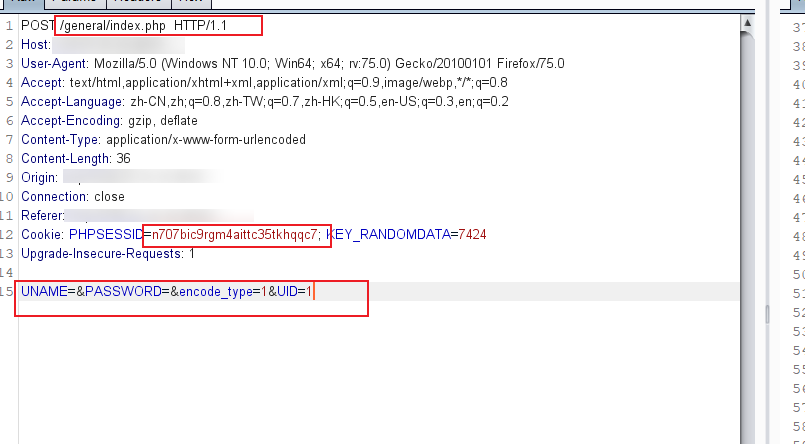 Raw Params Headers Hex
1 POST /general/index.php HTTP/1.1
2 Host:
3 User-Agent: Mozilla/5.0 (Windows NT 10.0; Win64; x64; rv:75.0) Gecko/20100101 Firefox/75.0
4 Accept: text/html,application/xhtml+xml,application/xml;q=0.9,image/webp,*/*;q=0.8
5 Accept-Language: zh-CN,zh;q=0.8,zh-TW;q=0.7,zh-HK;q=0.5,en-US;q=0.3,en;q=0.2
6 Accept-Encoding: gzip, deflate
7 Content-Type: application/x-www-form-urlencoded
8 Content-Length: 36
9 Origin:
10 Connection: close
11 Referer:
12 Cookie: PHPSESSID=n707bic9rgm4aittc35tkhqqc7; KEY_RANDOMDATA=7424
13 Upgrade-Insecure-Requests: 1
14
15 UNAME=&PASSWORD=&encode_type=1&UID=1
37
38
39
40
41
42
43
44
45
46
47
48
49
50
51
52
53
54
55
56
57
58